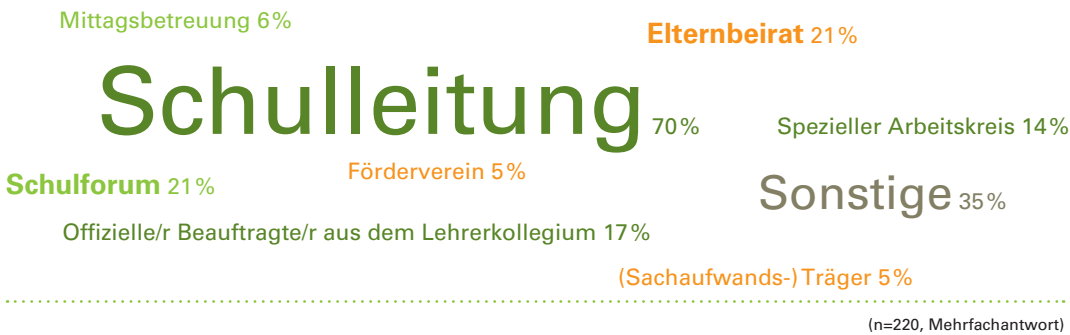 Mittagsbetreuung 6%
Elternbeirat 21%
Schulleitung 70%
Spezieller Arbeitskreis 14%
Förderverein 5%
Schulforum 21%
Sonstige 35%
Offizielle/r Beauftragte/r aus dem Lehrerkollegium 17%
(Sachaufwands-) Träger 5%
(n=220, Mehrfachantwort)